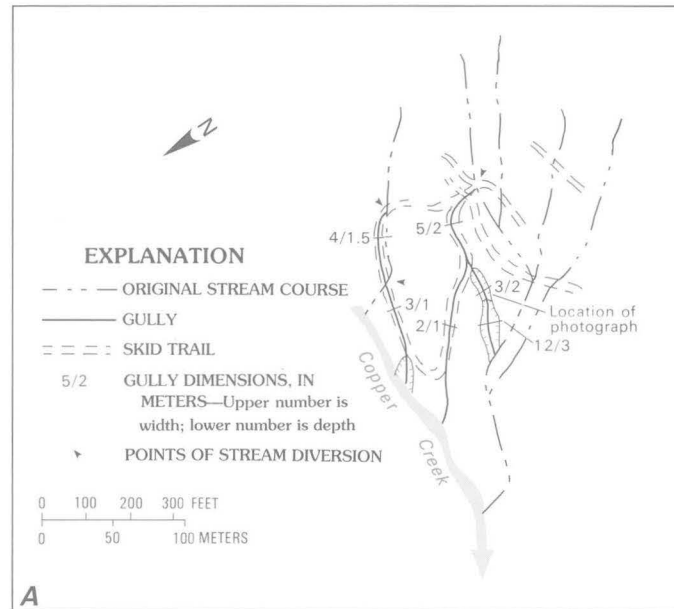 N
EXPLANATION
ORIGINAL STREAM COURSE
GULLY
SKID TRAIL
5/2 GULLY DIMENSIONS, IN
METERS—Upper number is
width; lower number is depth
POINTS OF STREAM DIVERSION
0 100 200 300 FEET
0 50 100 METERS
4/1.5
5/2
3/1
2/1
3/2
Location of
photograph
12/3
Copper
Creek
A